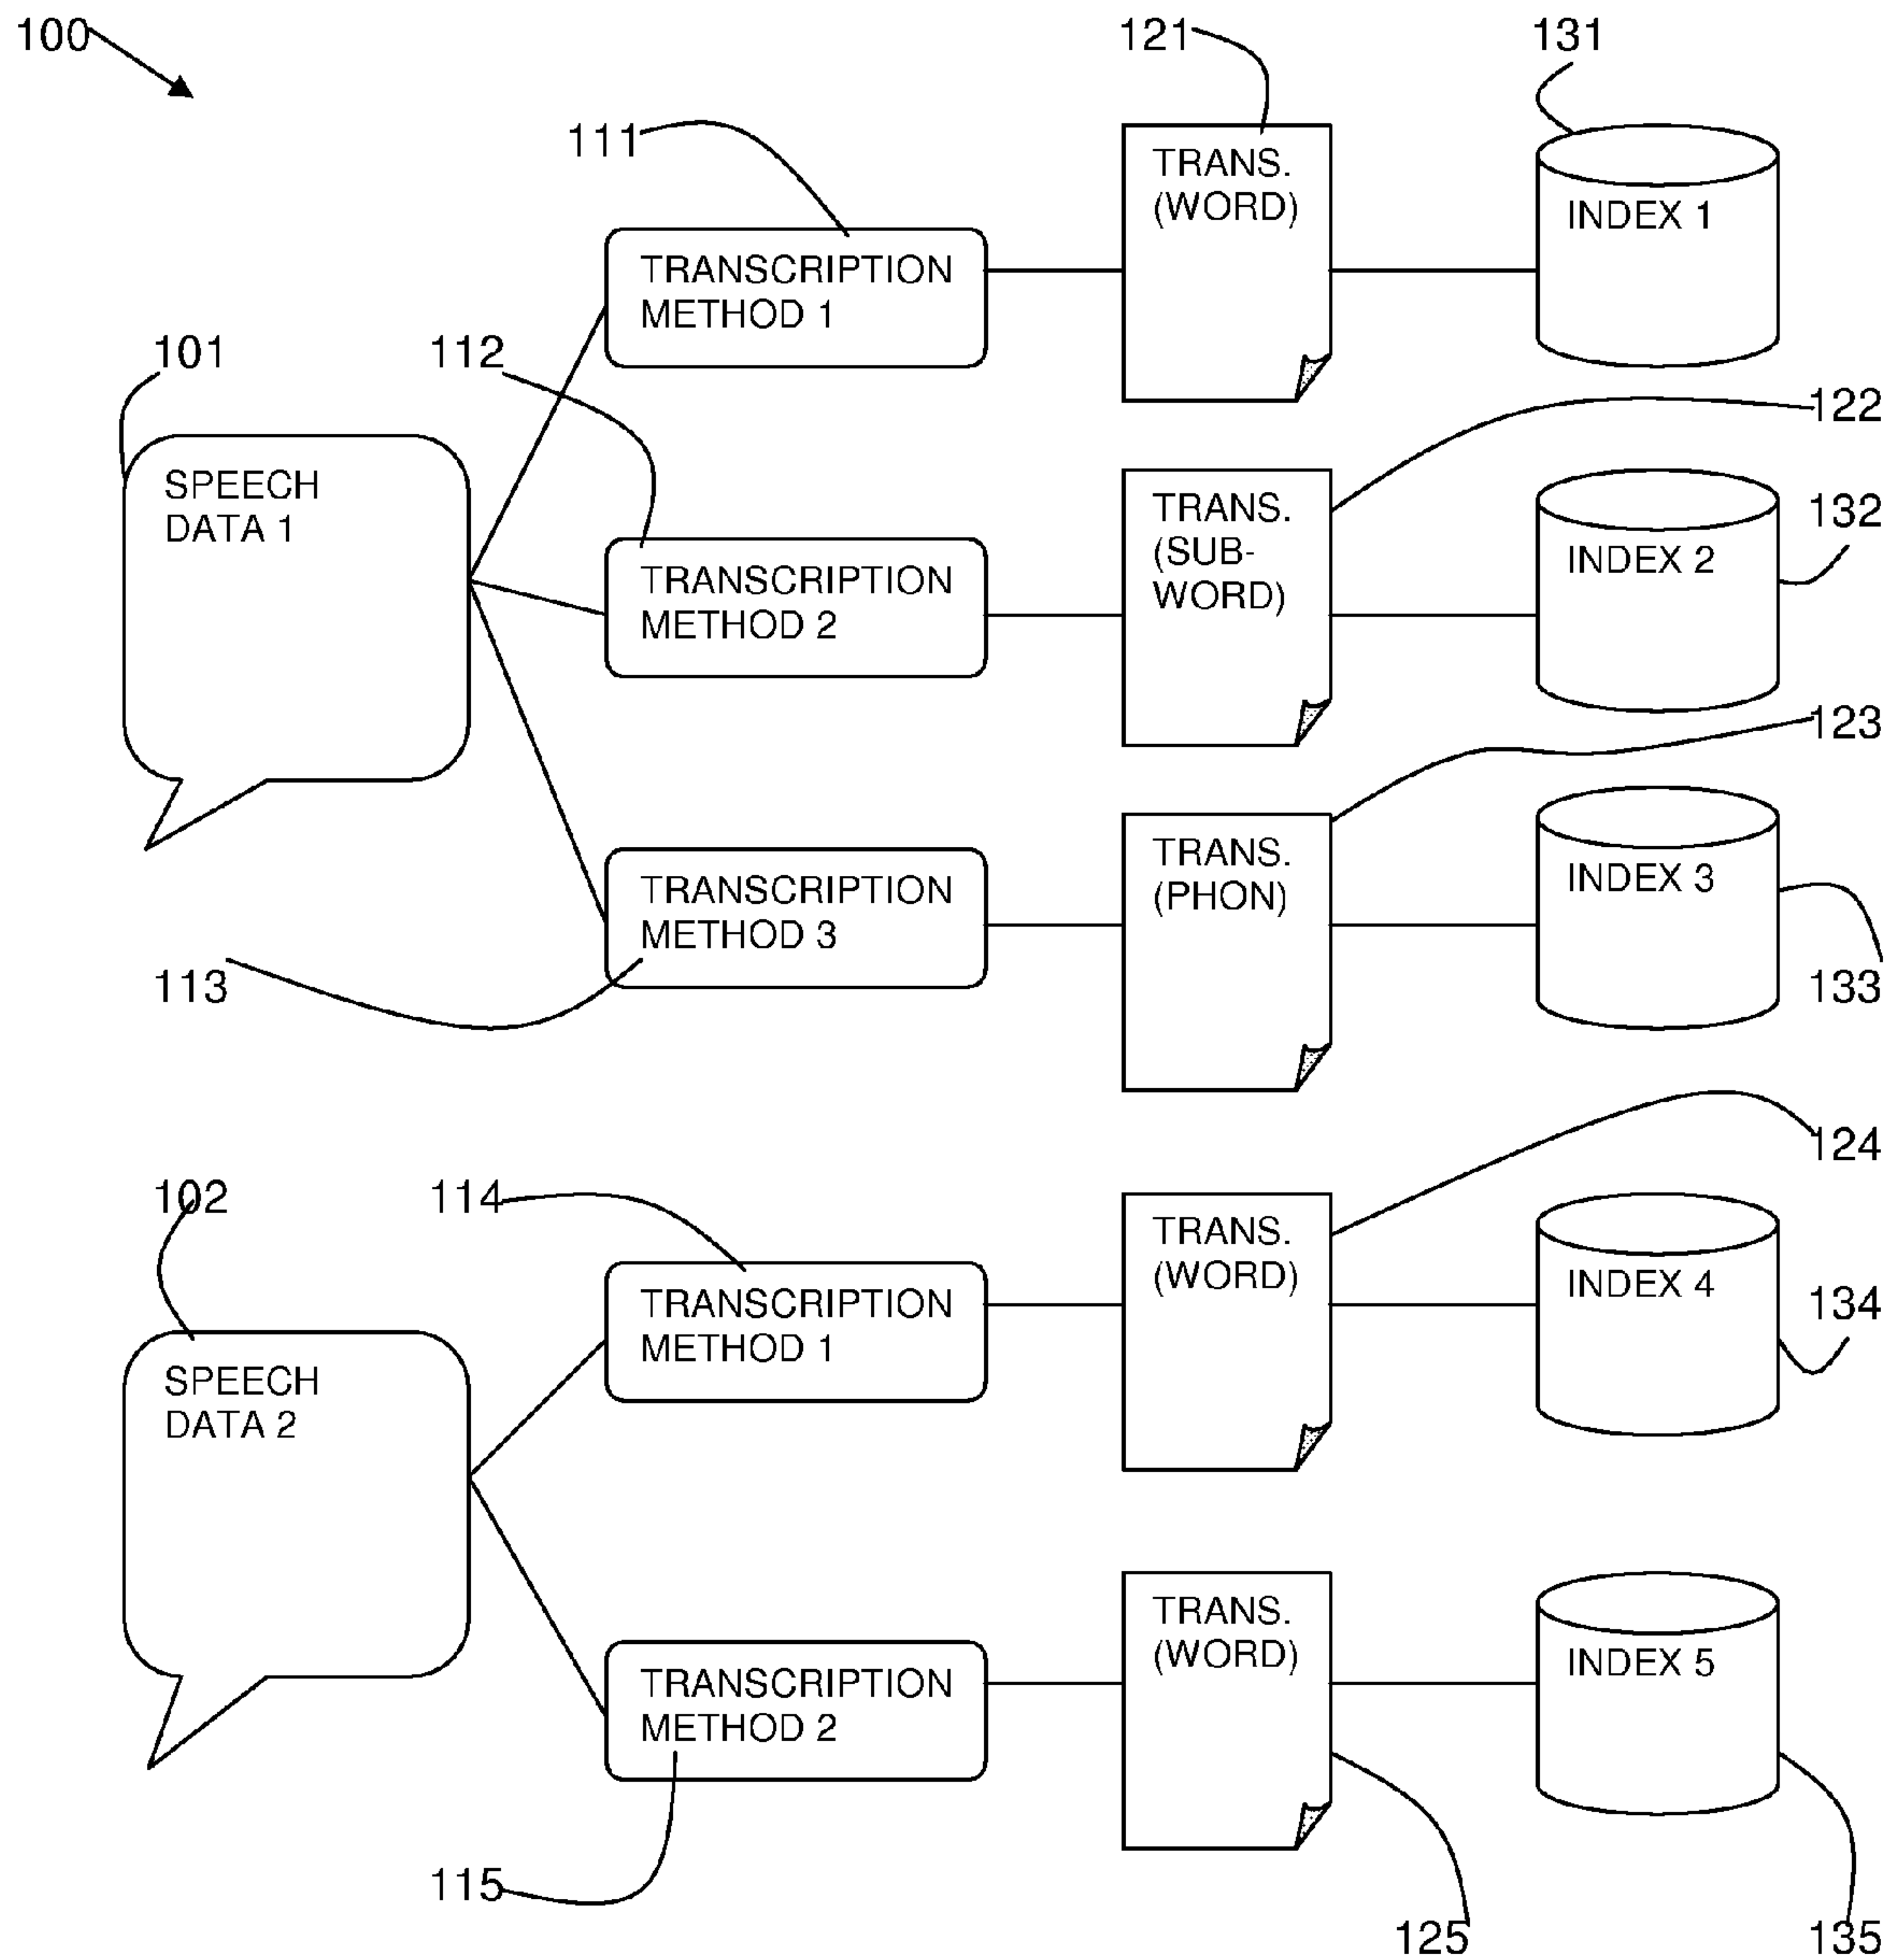 100
121
131
111
TRANS.
(WORD)
INDEX 1
TRANSCRIPTION
METHOD 1
101
112
122
SPEECH
DATA 1
TRANS.
(SUB-
WORD)
INDEX 2
132
TRANSCRIPTION
METHOD 2
123
TRANS.
(PHON)
INDEX 3
TRANSCRIPTION
METHOD 3
113
133
124
102
114
TRANS.
(WORD)
INDEX 4
134
TRANSCRIPTION
METHOD 1
SPEECH
DATA 2
TRANS.
(WORD)
INDEX 5
TRANSCRIPTION
METHOD 2
115
125
135